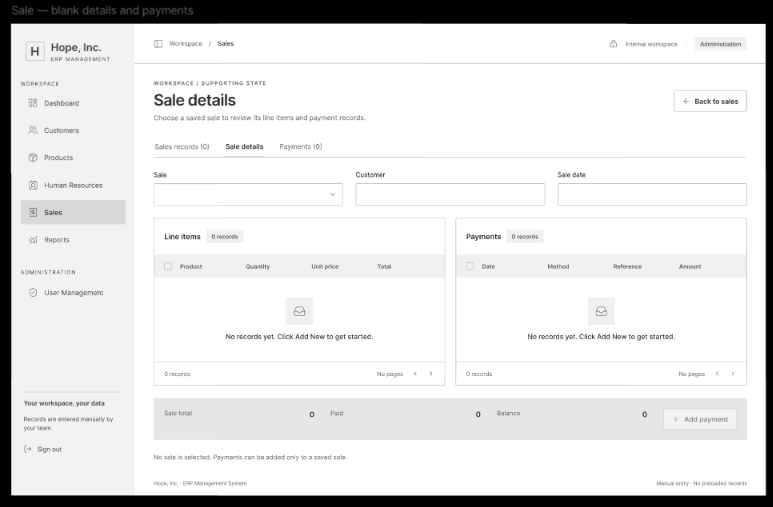 Sale — blank details and payments
H
Hope, Inc.
ERP MANAGEMENT
WORKSPACE
Dashboard
Customers
Products
Human Resources
Sales
Reports
ADMINISTRATION
User Management
Your workspace, your data
Records are entered manually by
your team.
Sign out
Workspace / Sales
Internal workspace
Administration
WORKSPACE / SUPPORTING STATE
Sale details
Choose a saved sale to review its line items and payment records.
← Back to sales
Sales records (0) Sale details Payments (0)
Sale
Customer
Sale date
Line items 0 records
Product Quantity Unit price Total
No records yet. Click Add New to get started.
0 records No pages < >
Payments 0 records
Date Method Reference Amount
No records yet. Click Add New to get started.
0 records No pages < >
Sale total 0 Paid 0 Balance 0 + Add payment
No sale is selected. Payments can be added only to a saved sale.
Hope, Inc. · ERP Management System
Manual entry · No preloaded records